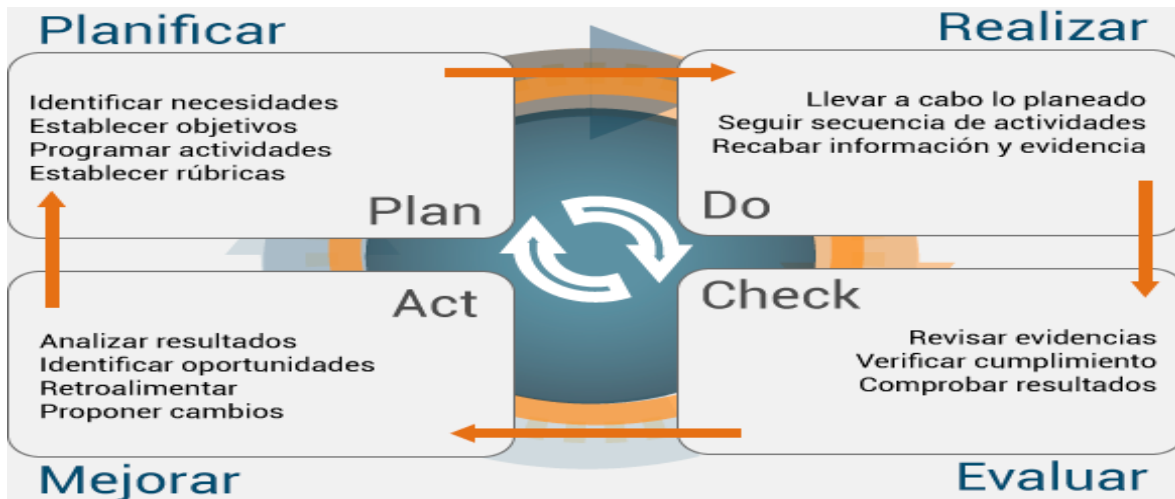 Planificar
Identificar necesidades
Establecer objetivos
Programar actividades
Establecer rúbricas
Plan
Realizar
Llevar a cabo lo planeado
Seguir secuencia de actividades
Recabar información y evidencia
Do
Check
Revisar evidencias
Verificar cumplimiento
Comprobar resultados
Evaluar
Act
Analizar resultados
Identificar oportunidades
Retroalimentar
Proponer cambios
Mejorar